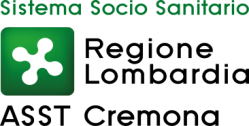 Sistema Socio Sanitario
Regione
Lombardia
ASST Cremona